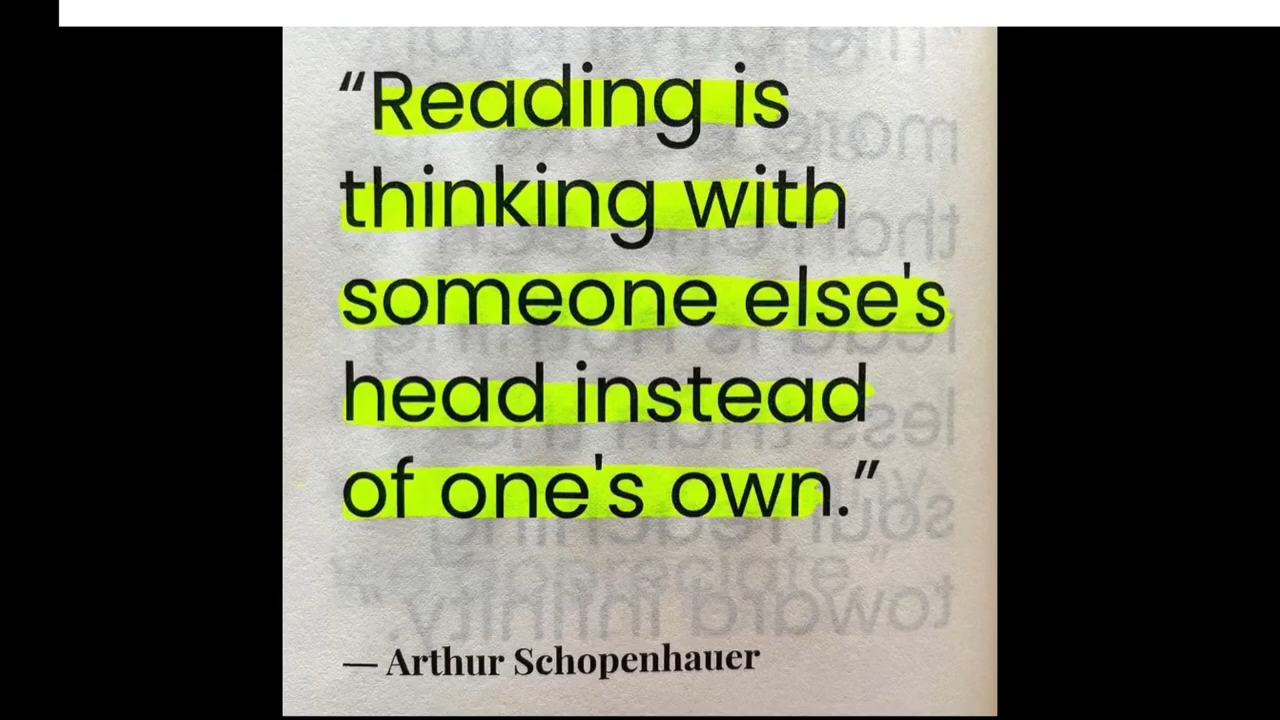 “Reading is
thinking with
someone else's
head instead
of one's own.”
— Arthur Schopenhauer